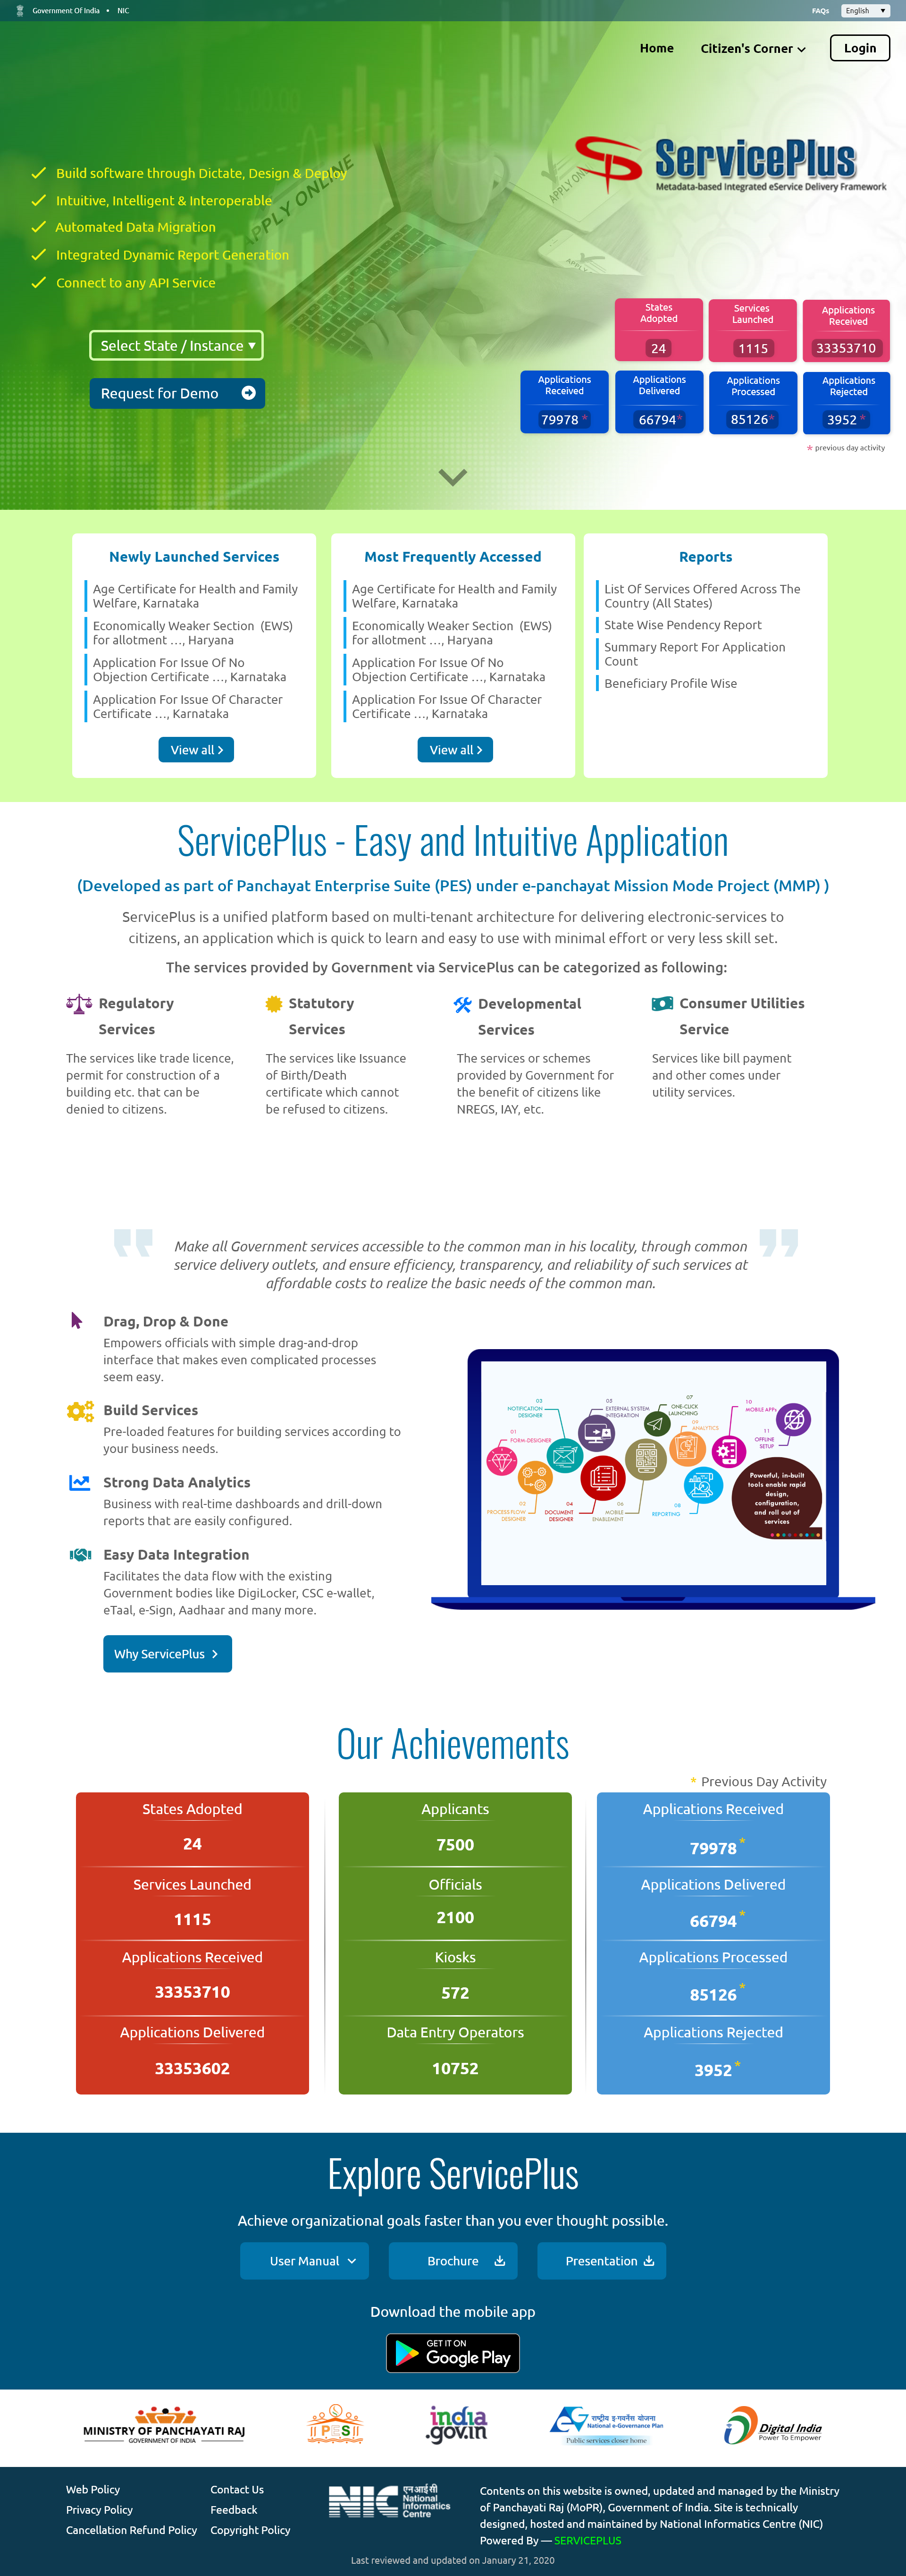 Government Of India • NIC
FAQs
English
Home
Citizen's Corner
Login
ServicePlus
Metadata-based Integrated eService Delivery Framework
APPLY ONLINE
Build software through Dictate, Design & Deploy
Intuitive, Intelligent & Interoperable
Automated Data Migration
Integrated Dynamic Report Generation
Connect to any API Service
Select State / Instance
Request for Demo
States
Adopted
24
Services
Launched
1115
Applications
Received
33353710
Applications
Received
79978 *
Applications
Delivered
66794*
Applications
Processed
85126*
Applications
Rejected
3952 *
* previous day activity
Newly Launched Services
Age Certificate for Health and Family
Welfare, Karnataka
Economically Weaker Section (EWS)
for allotment ..., Haryana
Application For Issue Of No
Objection Certificate ..., Karnataka
Application For Issue Of Character
Certificate ..., Karnataka
View all
Most Frequently Accessed
Age Certificate for Health and Family
Welfare, Karnataka
Economically Weaker Section (EWS)
for allotment ..., Haryana
Application For Issue Of No
Objection Certificate ..., Karnataka
Application For Issue Of Character
Certificate ..., Karnataka
View all
Reports
List Of Services Offered Across The
Country (All States)
State Wise Pendency Report
Summary Report For Application
Count
Beneficiary Profile Wise
ServicePlus - Easy and Intuitive Application
(Developed as part of Panchayat Enterprise Suite (PES) under e-panchayat Mission Mode Project (MMP) )
ServicePlus is a unified platform based on multi-tenant architecture for delivering electronic-services to
citizens, an application which is quick to learn and easy to use with minimal effort or very less skill set.
The services provided by Government via ServicePlus can be categorized as following:
Regulatory
Services
The services like trade licence,
permit for construction of a
building etc. that can be
denied to citizens.
Statutory
Services
The services like Issuance
of Birth/Death
certificate which cannot
be refused to citizens.
Developmental
Services
The services or schemes
provided by Government for
the benefit of citizens like
NREGS, IAY, etc.
Consumer Utilities
Service
Services like bill payment
and other comes under
utility services.
Make all Government services accessible to the common man in his locality, through common
service delivery outlets, and ensure efficiency, transparency, and reliability of such services at
affordable costs to realize the basic needs of the common man.
Drag, Drop & Done
Empowers officials with simple drag-and-drop
interface that makes even complicated processes
seem easy.
Build Services
Pre-loaded features for building services according to
your business needs.
Strong Data Analytics
Business with real-time dashboards and drill-down
reports that are easily configured.
Easy Data Integration
Facilitates the data flow with the existing
Government bodies like DigiLocker, CSC e-wallet,
eTaal, e-Sign, Aadhaar and many more.
Why ServicePlus
01
FORM-DESIGNER
02
PROCESS FLOW
DESIGNER
03
NOTIFICATION
DESIGNER
04
DOCUMENT
DESIGNER
05
EXTERNAL SYSTEM
INTEGRATION
06
MOBILE
ENABLEMENT
07
ONE-CLICK
LAUNCHING
08
REPORTING
09
ANALYTICS
10
MOBILE APPs
11
OFFLINE
SETUP
Powerful, in-built
tools enable rapid
design,
configuration,
and roll out of
services
Our Achievements
* Previous Day Activity
States Adopted
24
Services Launched
1115
Applications Received
33353710
Applications Delivered
33353602
Applicants
7500
Officials
2100
Kiosks
572
Data Entry Operators
10752
Applications Received
79978 *
Applications Delivered
66794 *
Applications Processed
85126 *
Applications Rejected
3952 *
Explore ServicePlus
Achieve organizational goals faster than you ever thought possible.
User Manual
Brochure
Presentation
Download the mobile app
GET IT ON
Google Play
MINISTRY OF PANCHAYATI RAJ
GOVERNMENT OF INDIA
PES
india
.gov.in
राष्ट्रीय इ-गवर्नेंस योजना
National e-Governance Plan
Public services closer home
Digital India
Power To Empower
Web Policy
Privacy Policy
Cancellation Refund Policy
Contact Us
Feedback
Copyright Policy
NIC
एन आई सी
National
Informatics
Centre
Contents on this website is owned, updated and managed by the Ministry
of Panchayati Raj (MoPR), Government of India. Site is technically
designed, hosted and maintained by National Informatics Centre (NIC)
Powered By — SERVICEPLUS
Last reviewed and updated on January 21, 2020